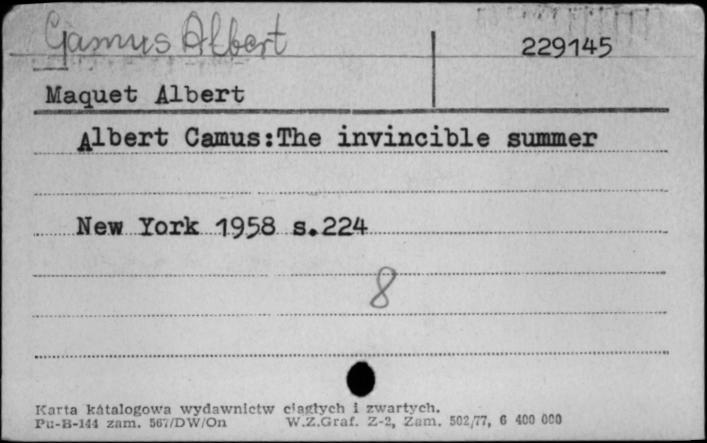 Camus Albert
229145
Maquet Albert
Albert Camus:The invincible summer
New York 1958 s.224
8
Karta katalogowa wydawnictw ciągłych i zwartych.
Pu-B-144 zam. 567/DW/On W.Z.Graf. Z-2, Zam. 502/77, 6 400 000